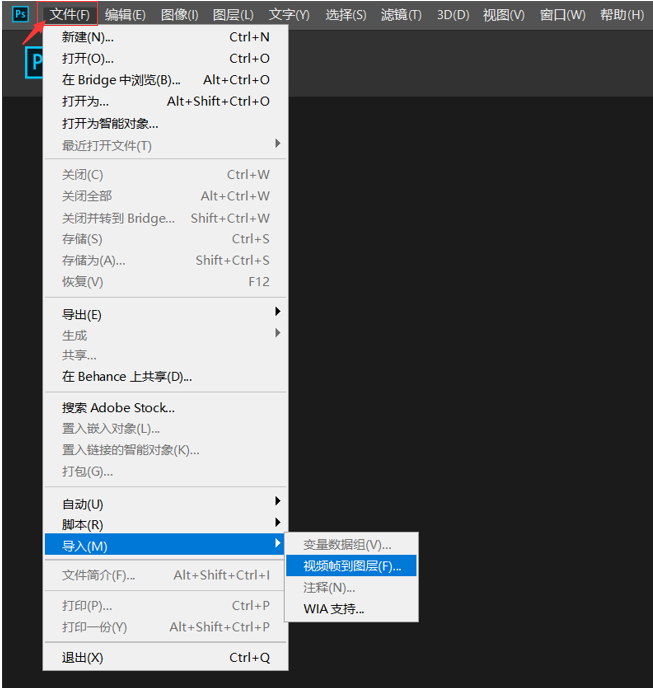 Ps 文件(F) 编辑(E) 图像(I) 图层(L) 文字(Y) 选择(S) 滤镜(T) 3D(D) 视图(V) 窗口(W) 帮助(H)
新建(N)... Ctrl+N
打开(O)... Ctrl+O
在 Bridge 中浏览(B)... Alt+Ctrl+O
打开为... Alt+Shift+Ctrl+O
打开为智能对象...
最近打开文件(T)
关闭(C) Ctrl+W
关闭全部 Alt+Ctrl+W
关闭并转到 Bridge... Shift+Ctrl+W
存储(S) Ctrl+S
存储为(A)... Shift+Ctrl+S
恢复(V) F12
导出(E)
生成
共享...
在 Behance 上共享(D)...
搜索 Adobe Stock...
置入嵌入对象(L)...
置入链接的智能对象(K)...
打包(G)...
自动(U)
脚本(R)
导入(M)
变量数据组(V)...
视频帧到图层(F)...
注释(N)...
WIA 支持...
文件简介(F)... Alt+Shift+Ctrl+I
打印(P)... Ctrl+P
打印一份(Y) Alt+Shift+Ctrl+P
退出(X) Ctrl+Q